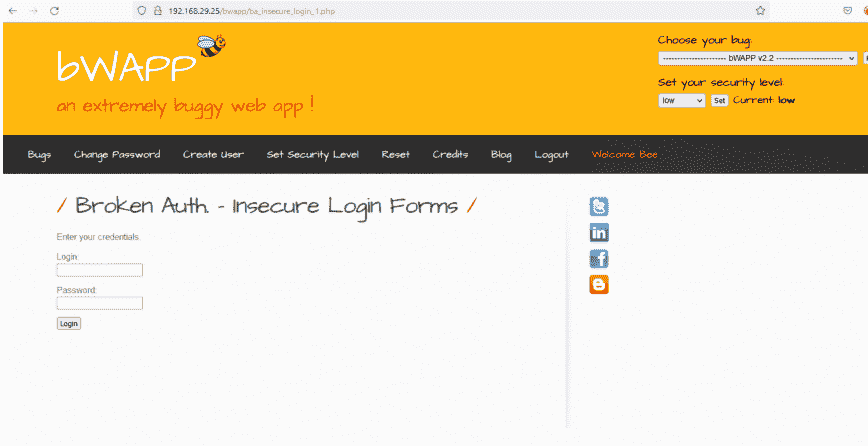 192.168.29.25/bwapp/ba_insecure_login_1.php
bWAPP
an extremely buggy web app !
Choose your bug:
---------------------- bWAPP v2.2 ----------------------
Set your security level:
low Set Current: low
Bugs Change Password Create User Set Security Level Reset Credits Blog Logout Welcome Bee
/ Broken Auth. - Insecure Login Forms /
Enter your credentials.
Login:
Password:
Login